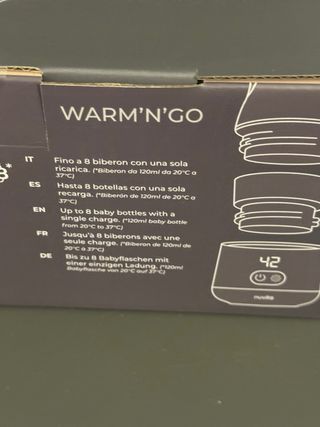 WARM'N'GO
IT
Fino a 8 biberon con una sola
ricarica. (*Biberon da 120ml da 20°C a
37°C)
ES
Hasta 8 botellas con una sola
recarga. (*Biberón de 120ml de 20°C a
37°C)
EN
Up to 8 baby bottles with a
single charge. (*120ml baby bottle
from 20°C to 37°C)
FR
Jusqu'à 8 biberons avec une
seule charge. (*Biberon de 120ml de
20°C à 37°C)
DE
Bis zu 8 Babyflaschen mit
einer einzigen Ladung. (*120ml
Babyflasche von 20°C auf 37°C)
42
nuvita